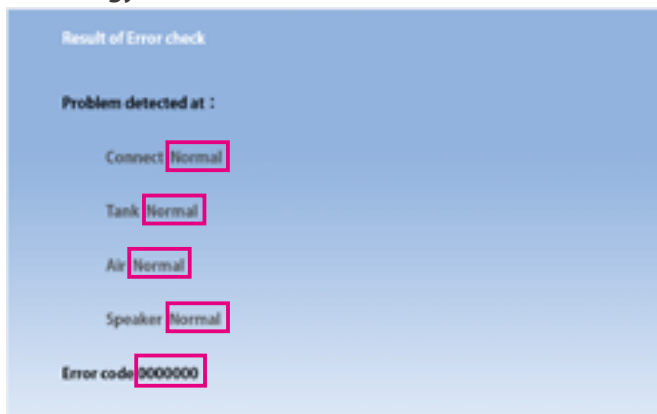 Result of Error check
Problem detected at :
Connect Normal
Tank Normal
Air Normal
Speaker Normal
Error code 0000000